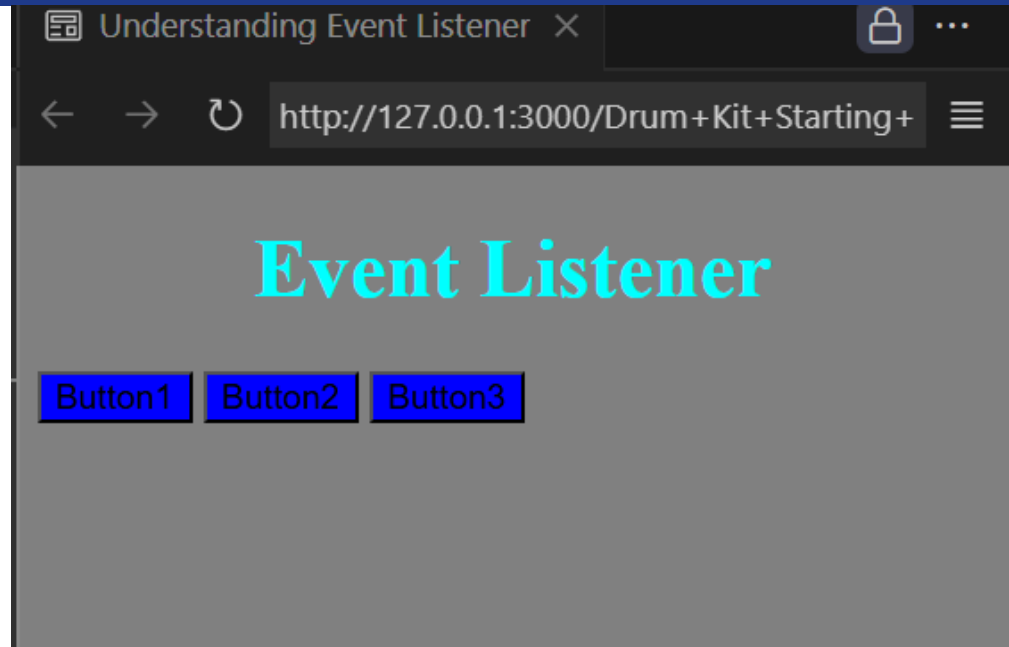 Understanding Event Listener
http://127.0.0.1:3000/Drum+Kit+Starting+
Event Listener
Button1 Button2 Button3